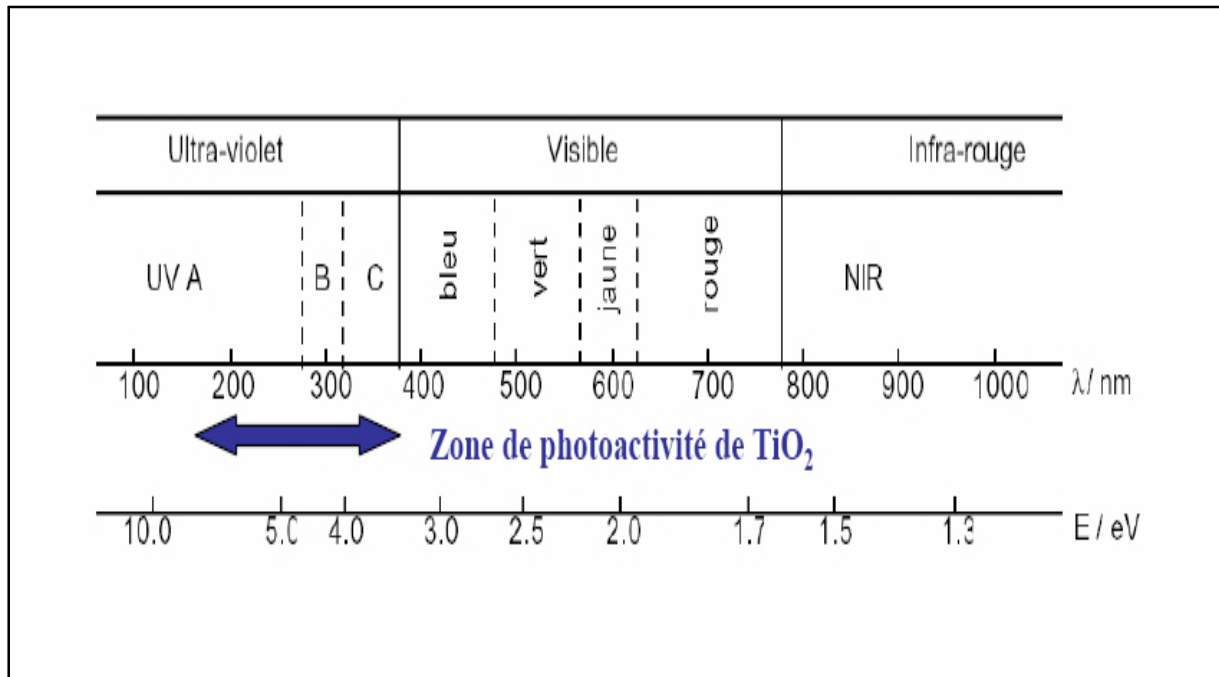 Ultra-violet Visible Infra-rouge
UV A B C bleu vert jaune rouge NIR
100 200 300 400 500 600 700 800 900 1000 λ/ nm
Zone de photoactivité de TiO₂
10.0 5.0 4.0 3.0 2.5 2.0 1.7 1.5 1.3 E / eV